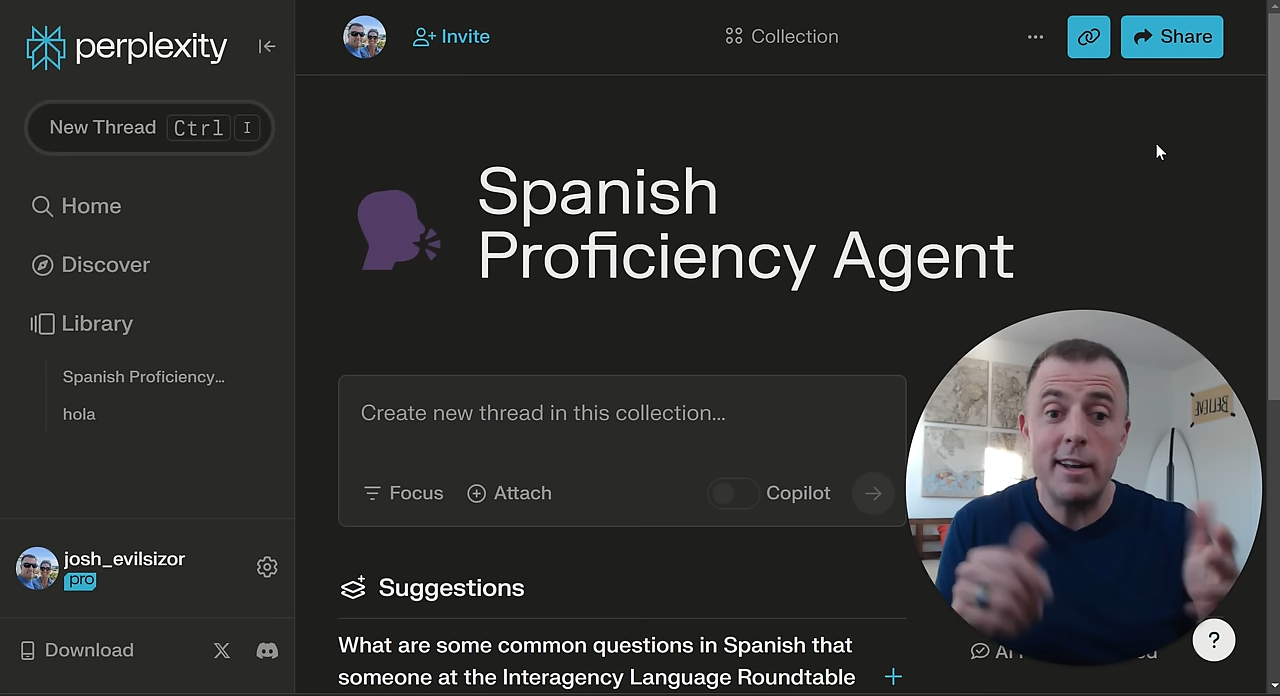 perplexity
Invite
Collection
Share
New Thread Ctrl I
Home
Discover
Library
Spanish Proficiency...
hola
josh_evilsizor
pro
Download
Spanish
Proficiency Agent
Create new thread in this collection...
Focus
Attach
Copilot
Suggestions
What are some common questions in Spanish that
someone at the Interagency Language Roundtable
BELIEVE
AI
?